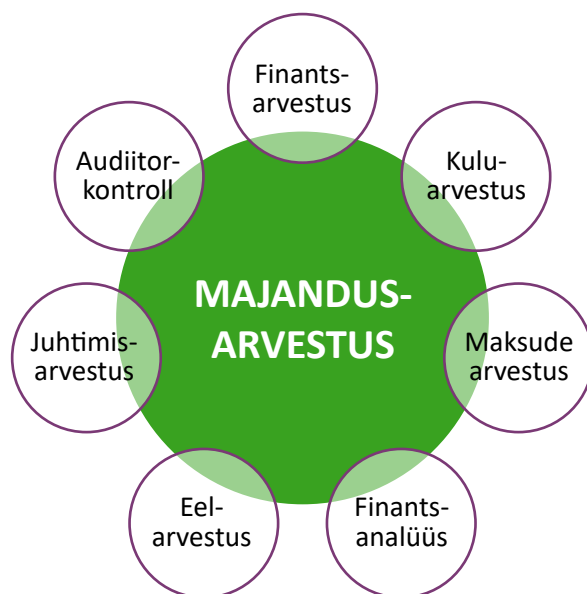 Finants-
arvestus
Kulu-
arvestus
Maksude
arvestus
Finants-
analüüs
Eel-
arvestus
Juhtimis-
arvestus
Audiitor-
kontroll
MAJANDUS-
ARVESTUS